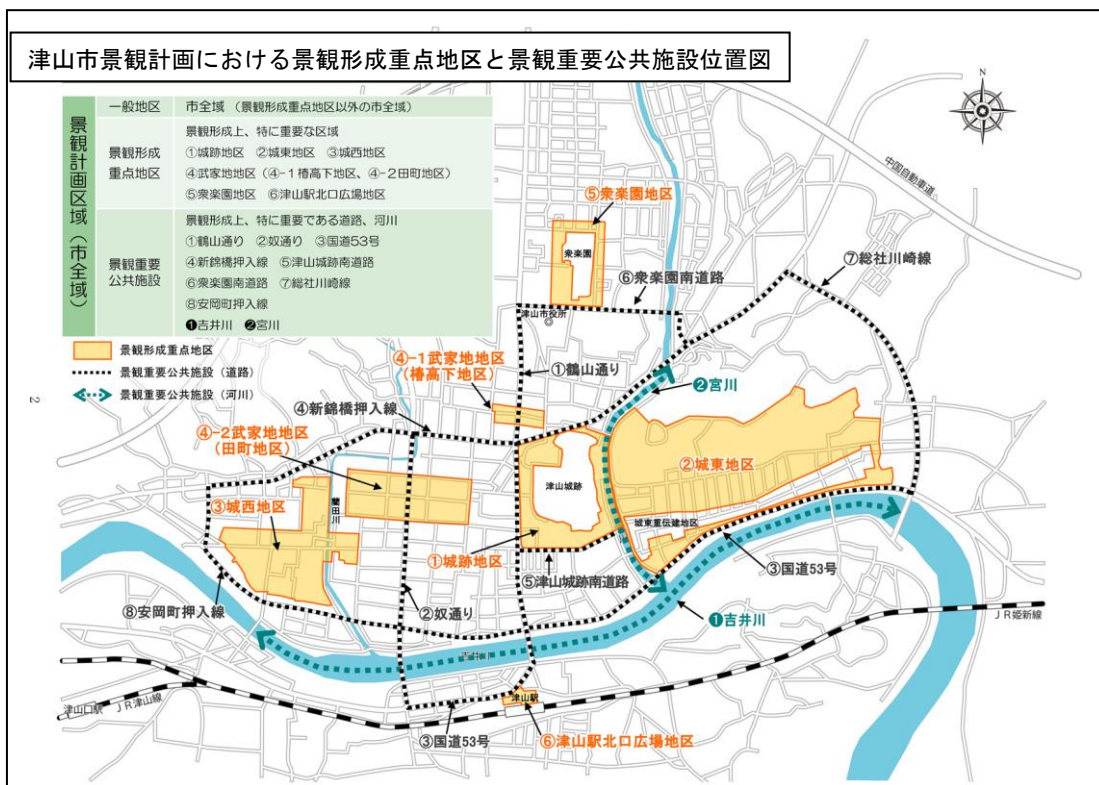 津山市景観計画における景観形成重点地区と景観重要公共施設位置図
景観計画区域（市全域）
一般地区
市全域 （景観形成重点地区以外の市全域）
景観形成
重点地区
景観形成上、特に重要な区域
①城跡地区 ②城東地区 ③城西地区
④武家地地区（④-1椿高下地区、④-2田町地区）
⑤衆楽園地区 ⑥津山駅北口広場地区
景観重要
公共施設
景観形成上、特に重要である道路、河川
①鶴山通り ②奴通り ③国道53号
④新錦橋押入線 ⑤津山城跡南道路
⑥衆楽園南道路 ⑦総社川崎線
⑧安岡町押入線
❶吉井川 ❷宮川
景観形成重点地区
景観重要公共施設（道路）
景観重要公共施設（河川）
2
N
中国自動車道
⑤衆楽園地区
衆楽園
⑦総社川崎線
⑥衆楽園南道路
津山市役所
④-1武家地地区
（椿高下地区）
①鶴山通り
❷宮川
④新錦橋押入線
④-2武家地地区
（田町地区）
②城東地区
津山城跡
③城西地区
藺田川
城東重伝建地区
①城跡地区
⑤津山城跡南道路
③国道53号
⑧安岡町押入線
②奴通り
❶吉井川
JR姫新線
吉井川
津山駅
津山口駅
JR津山線
③国道53号
⑥津山駅北口広場地区